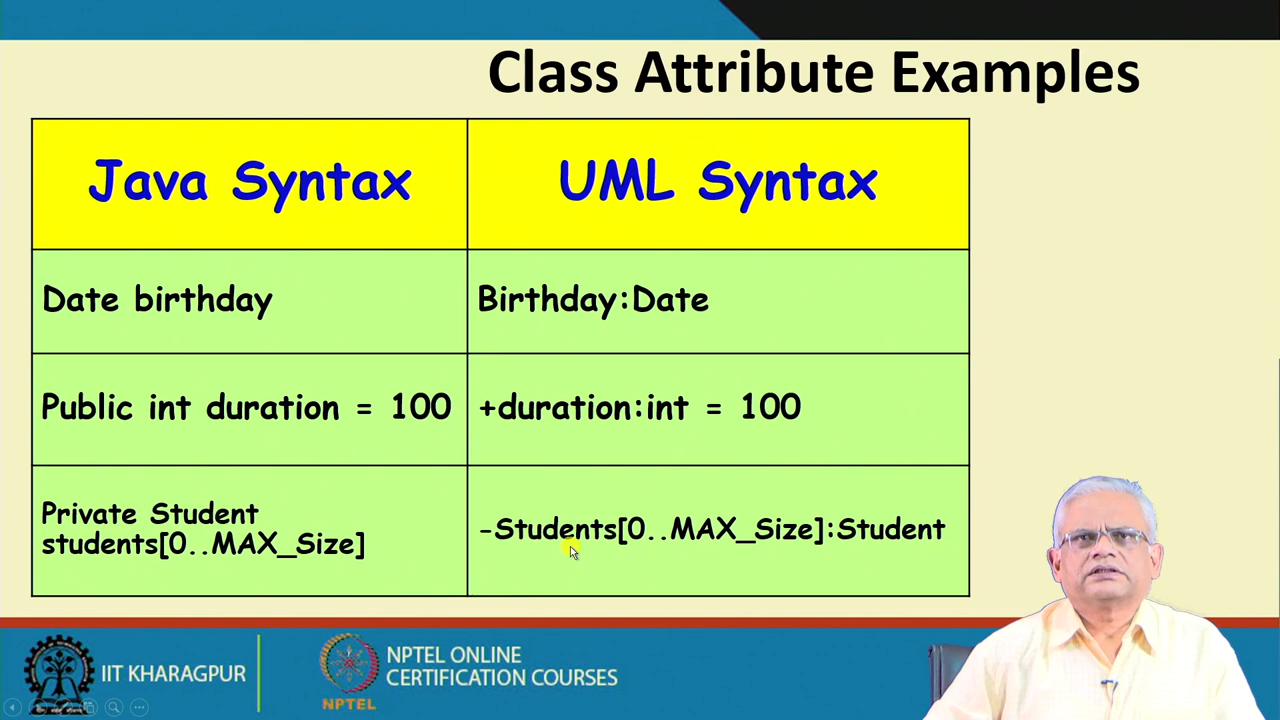 Class Attribute Examples
Java Syntax
UML Syntax
Date birthday
Birthday:Date
Public int duration = 100
+duration:int = 100
Private Student
students[0..MAX_Size]
-Students[0..MAX_Size]:Student
IIT KHARAGPUR
NPTEL
NPTEL ONLINE
CERTIFICATION COURSES